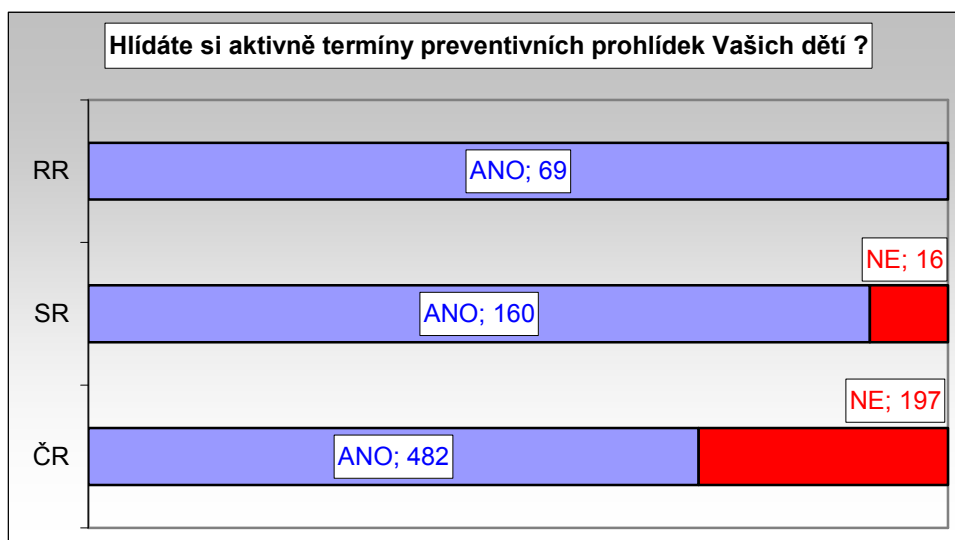 Hlídáte si aktivně termíny preventivních prohlídek Vašich dětí ?
RR
ANO; 69
NE; 16
SR
ANO; 160
NE; 197
ČR
ANO; 482